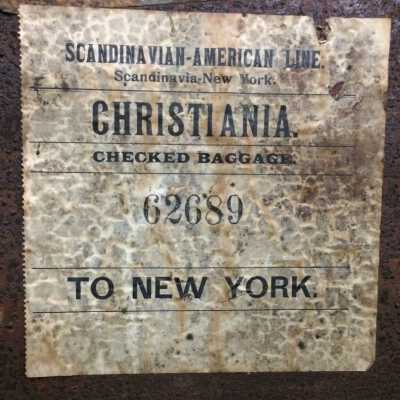 SCANDINAVIAN-AMERICAN LINE.
Scandinavia-New York.
CHRISTIANIA.
CHECKED BAGGAGE.
62689
TO NEW YORK.